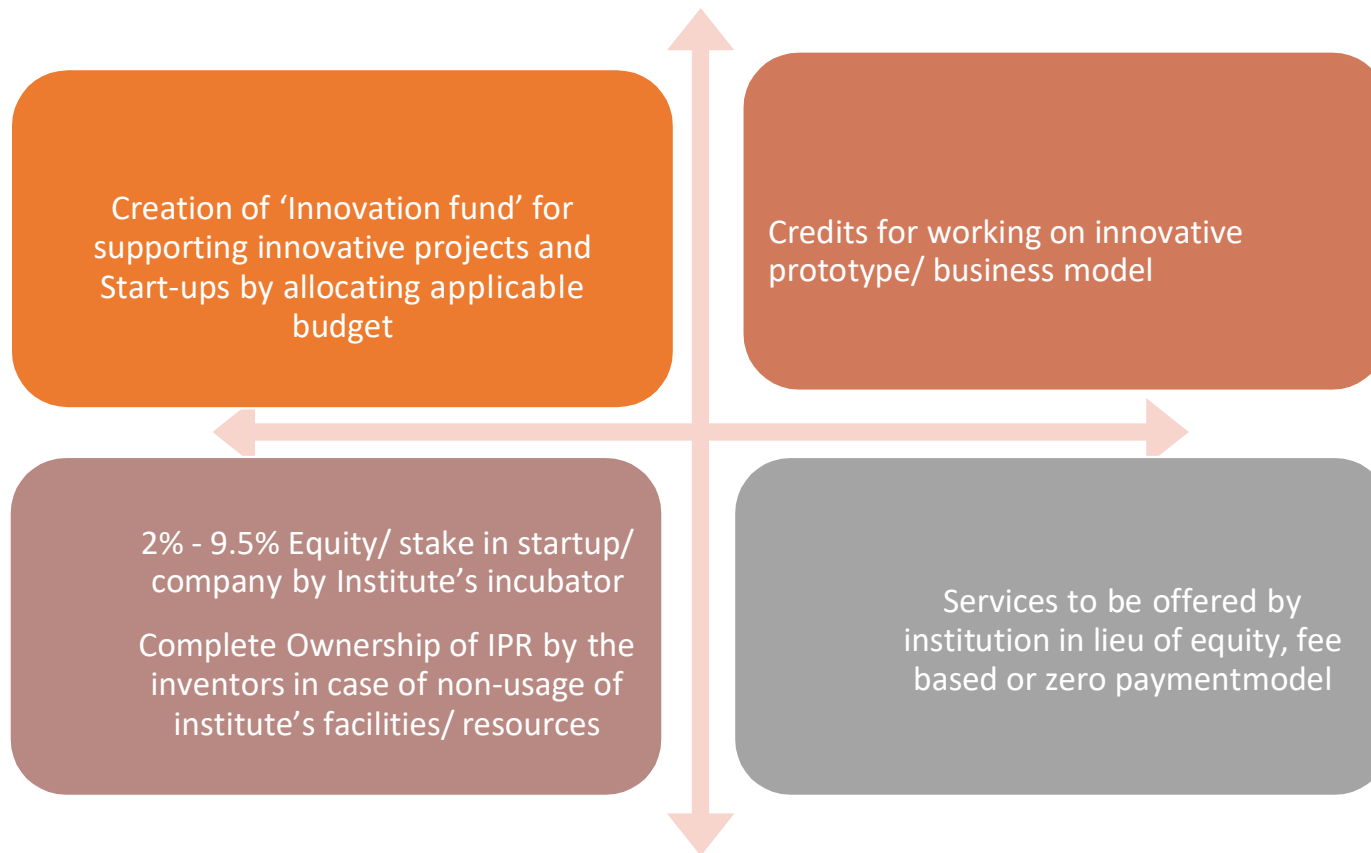 Creation of ‘Innovation fund’ for
supporting innovative projects and
Start-ups by allocating applicable
budget
Credits for working on innovative
prototype/ business model
2% - 9.5% Equity/ stake in startup/
company by Institute’s incubator
Complete Ownership of IPR by the
inventors in case of non-usage of
institute’s facilities/ resources
Services to be offered by
institution in lieu of equity, fee
based or zero paymentmodel